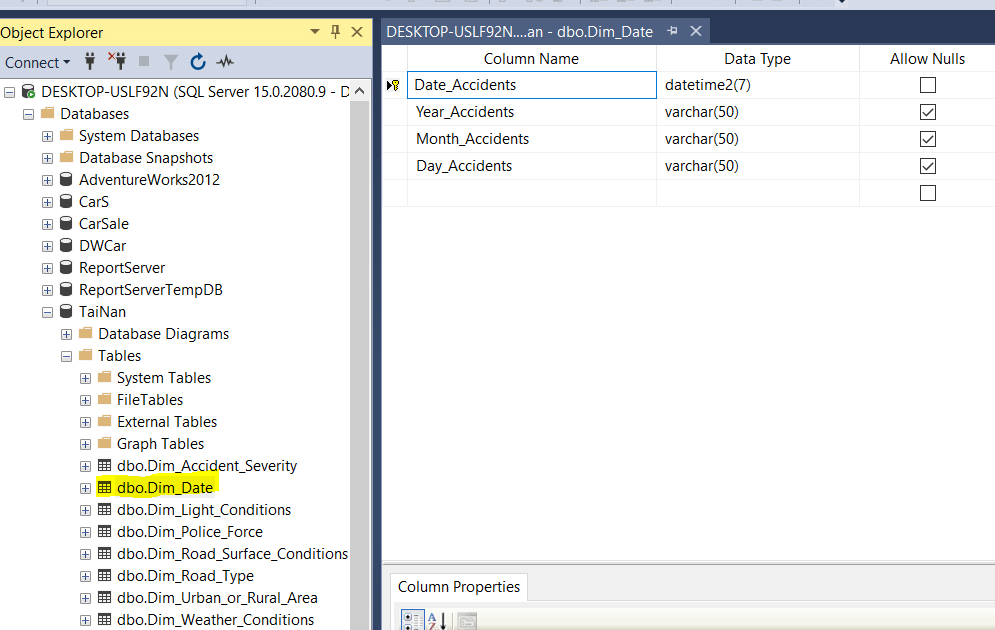 Object Explorer
Connect
DESKTOP-USLF92N (SQL Server 15.0.2080.9 - D
Databases
System Databases
Database Snapshots
AdventureWorks2012
CarS
CarSale
DWCar
ReportServer
ReportServerTempDB
TaiNan
Database Diagrams
Tables
System Tables
FileTables
External Tables
Graph Tables
dbo.Dim_Accident_Severity
dbo.Dim_Date
dbo.Dim_Light_Conditions
dbo.Dim_Police_Force
dbo.Dim_Road_Surface_Conditions
dbo.Dim_Road_Type
dbo.Dim_Urban_or_Rural_Area
dbo.Dim_Weather_Conditions
DESKTOP-USLF92N....an - dbo.Dim_Date
Column Name Data Type Allow Nulls
Date_Accidents datetime2(7)
Year_Accidents varchar(50)
Month_Accidents varchar(50)
Day_Accidents varchar(50)
Column Properties